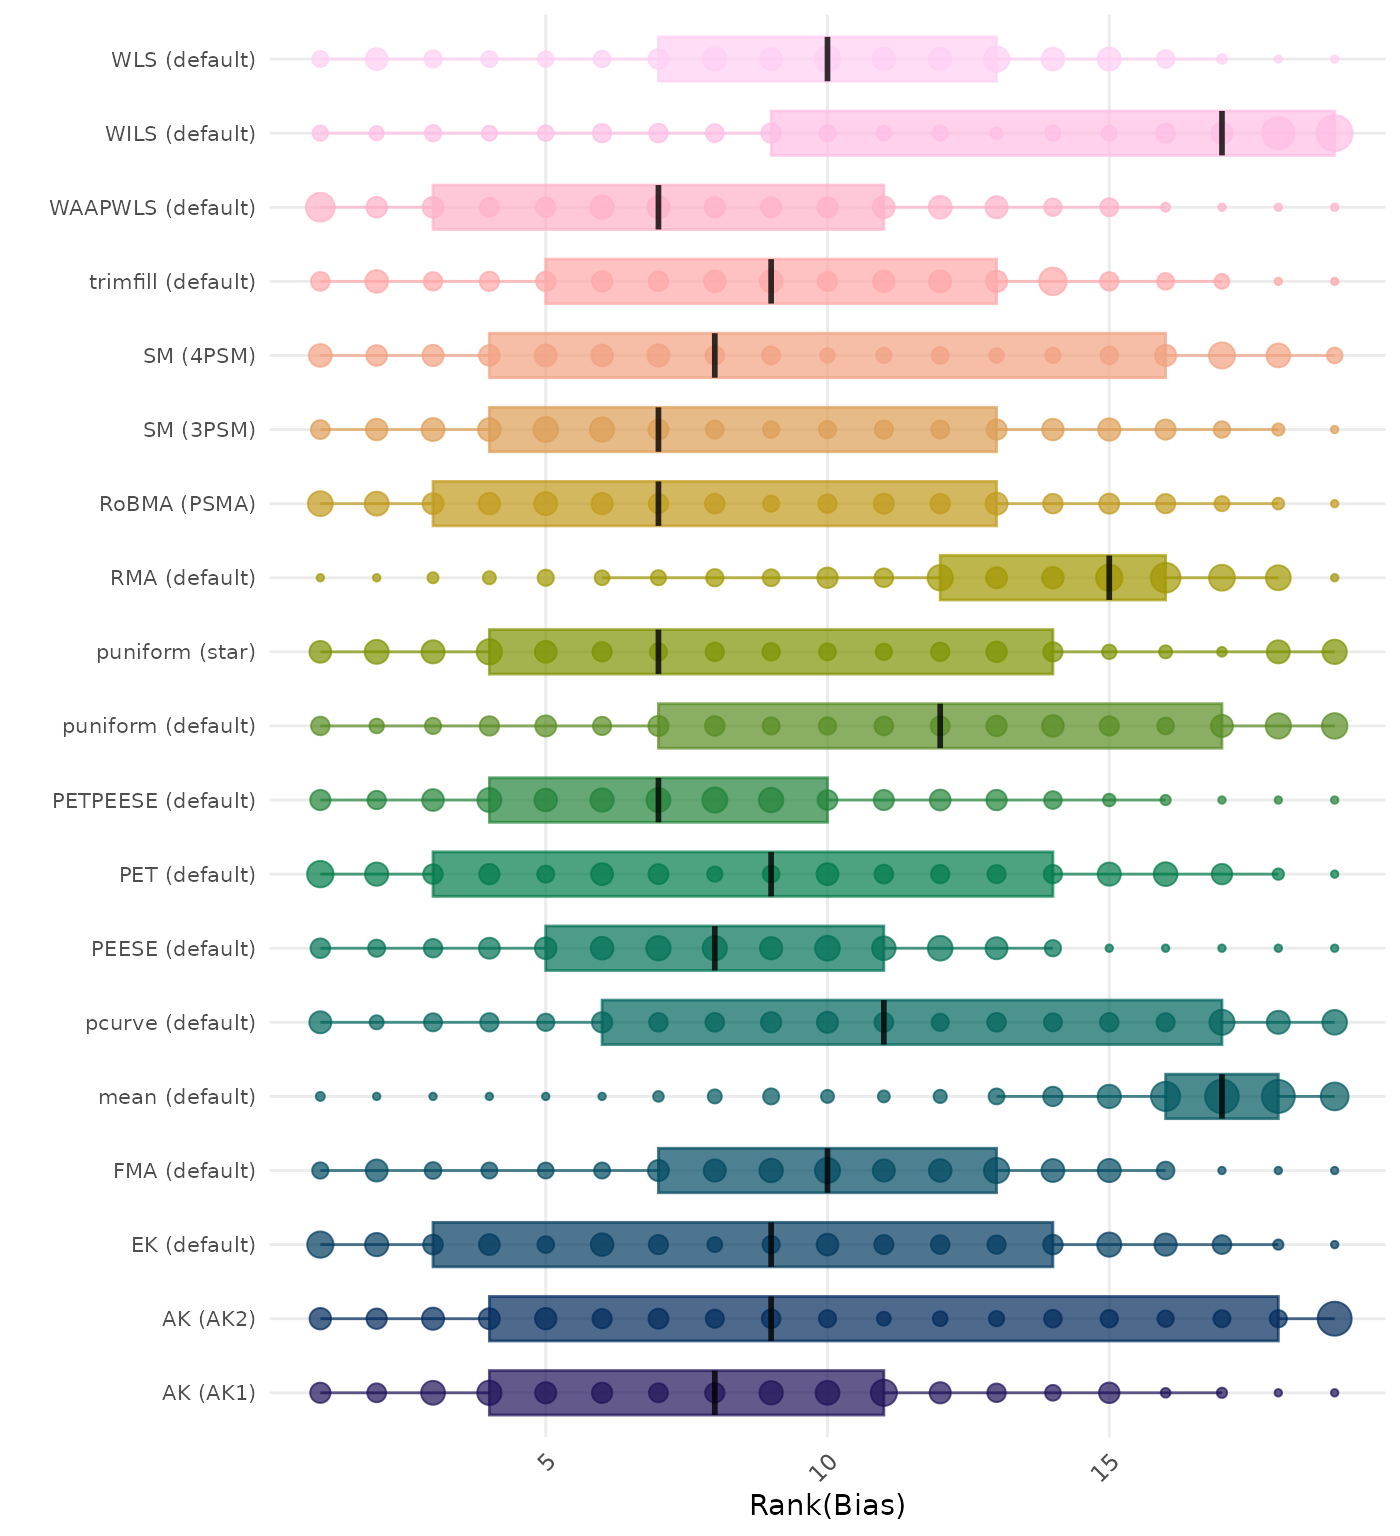 WLS (default)
WILS (default)
WAAPWLS (default)
trimfill (default)
SM (4PSM)
SM (3PSM)
RoBMA (PSMA)
RMA (default)
puniform (star)
puniform (default)
PETPEESE (default)
PET (default)
PEESE (default)
pcurve (default)
mean (default)
FMA (default)
EK (default)
AK (AK2)
AK (AK1)
5 10 15
Rank(Bias)